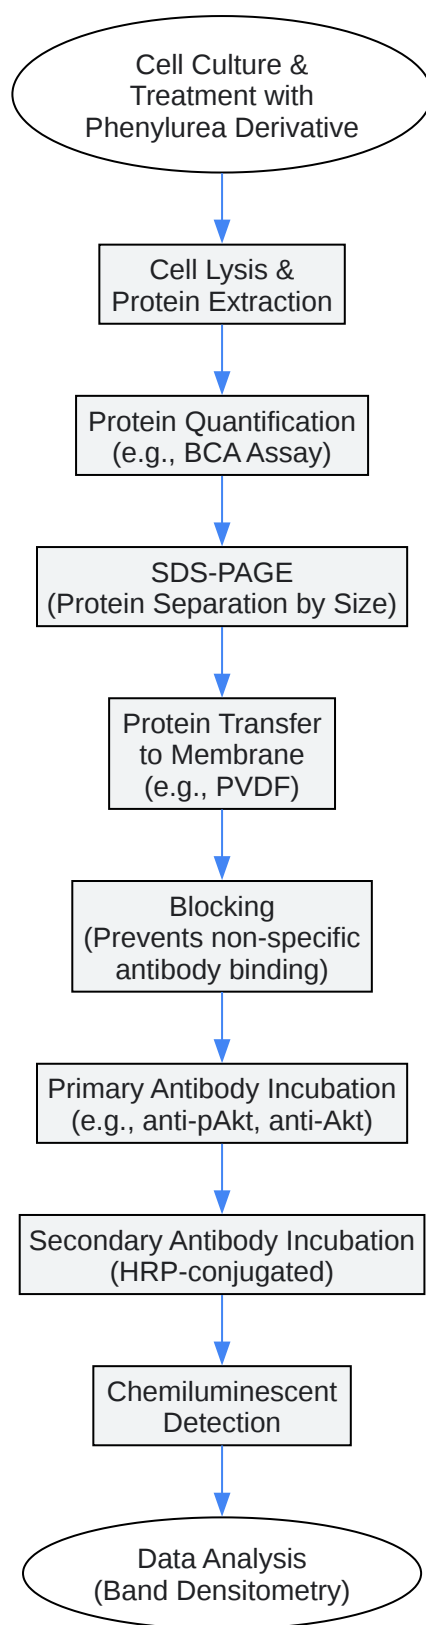 Cell Culture &
Treatment with
Phenylurea Derivative
Cell Lysis &
Protein Extraction
Protein Quantification
(e.g., BCA Assay)
SDS-PAGE
(Protein Separation by Size)
Protein Transfer
to Membrane
(e.g., PVDF)
Blocking
(Prevents non-specific
antibody binding)
Primary Antibody Incubation
(e.g., anti-pAkt, anti-Akt)
Secondary Antibody Incubation
(HRP-conjugated)
Chemiluminescent
Detection
Data Analysis
(Band Densitometry)